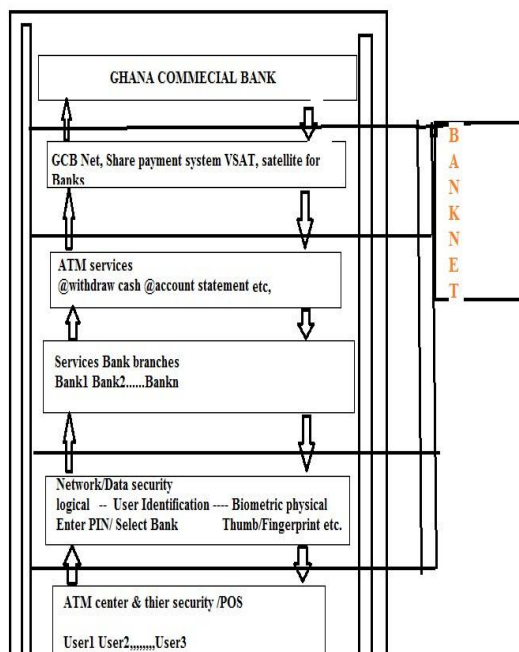 GHANA COMMECIAL BANK
GCB Net, Share payment system VSAT, satellite for
Banks
ATM services
@withdraw cash @account statement etc,
Services Bank branches
Bank1 Bank2......Bankn
Network/Data security
logical -- User Identification ---- Biometric physical
Enter PIN/ Select Bank Thumb/Fingerprint etc.
ATM center & thier security /POS
User1 User2,,,,,,,,User3
B
A
N
K
N
E
T